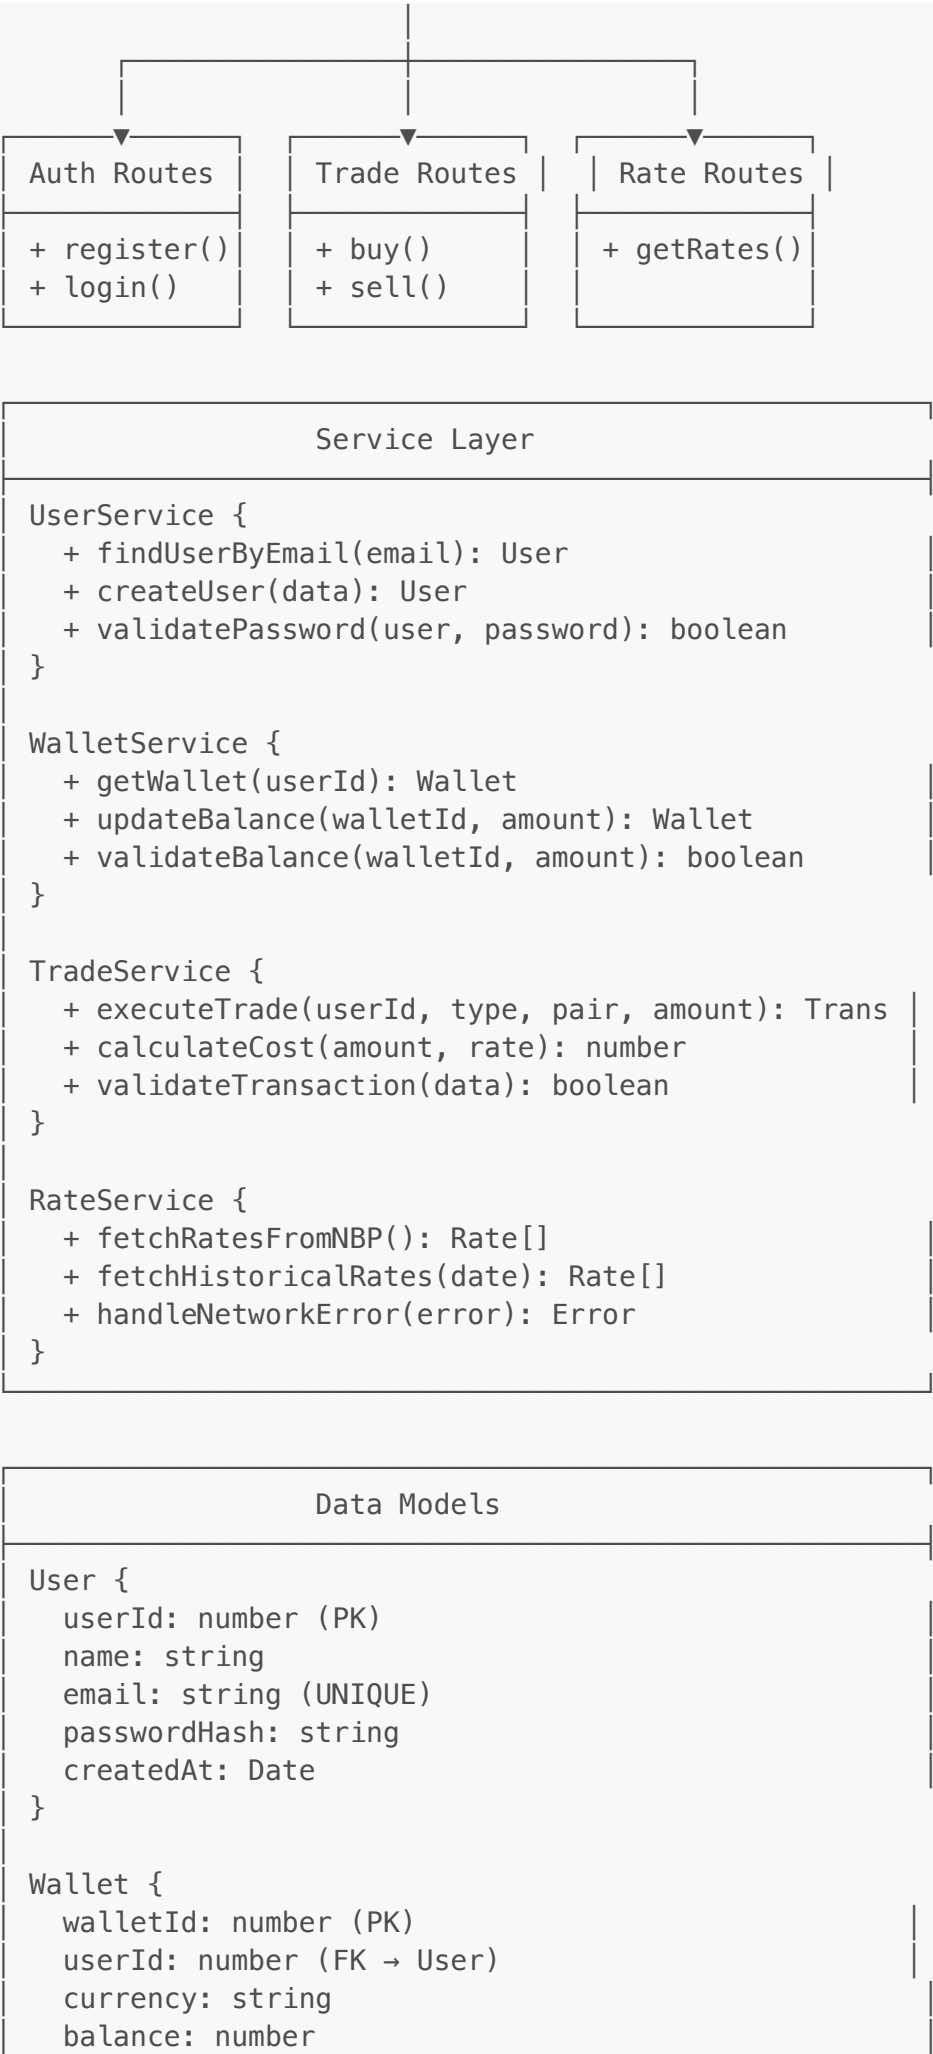 Auth Routes Trade Routes Rate Routes
+ register() + buy() + getRates()
+ login() + sell()
Service Layer
UserService {
+ findUserByEmail(email): User
+ createUser(data): User
+ validatePassword(user, password): boolean
}
WalletService {
+ getWallet(userId): Wallet
+ updateBalance(walletId, amount): Wallet
+ validateBalance(walletId, amount): boolean
}
TradeService {
+ executeTrade(userId, type, pair, amount): Trans
+ calculateCost(amount, rate): number
+ validateTransaction(data): boolean
}
RateService {
+ fetchRatesFromNBP(): Rate[]
+ fetchHistoricalRates(date): Rate[]
+ handleNetworkError(error): Error
}
Data Models
User {
userId: number (PK)
name: string
email: string (UNIQUE)
passwordHash: string
createdAt: Date
}
Wallet {
walletId: number (PK)
userId: number (FK → User)
currency: string
balance: number